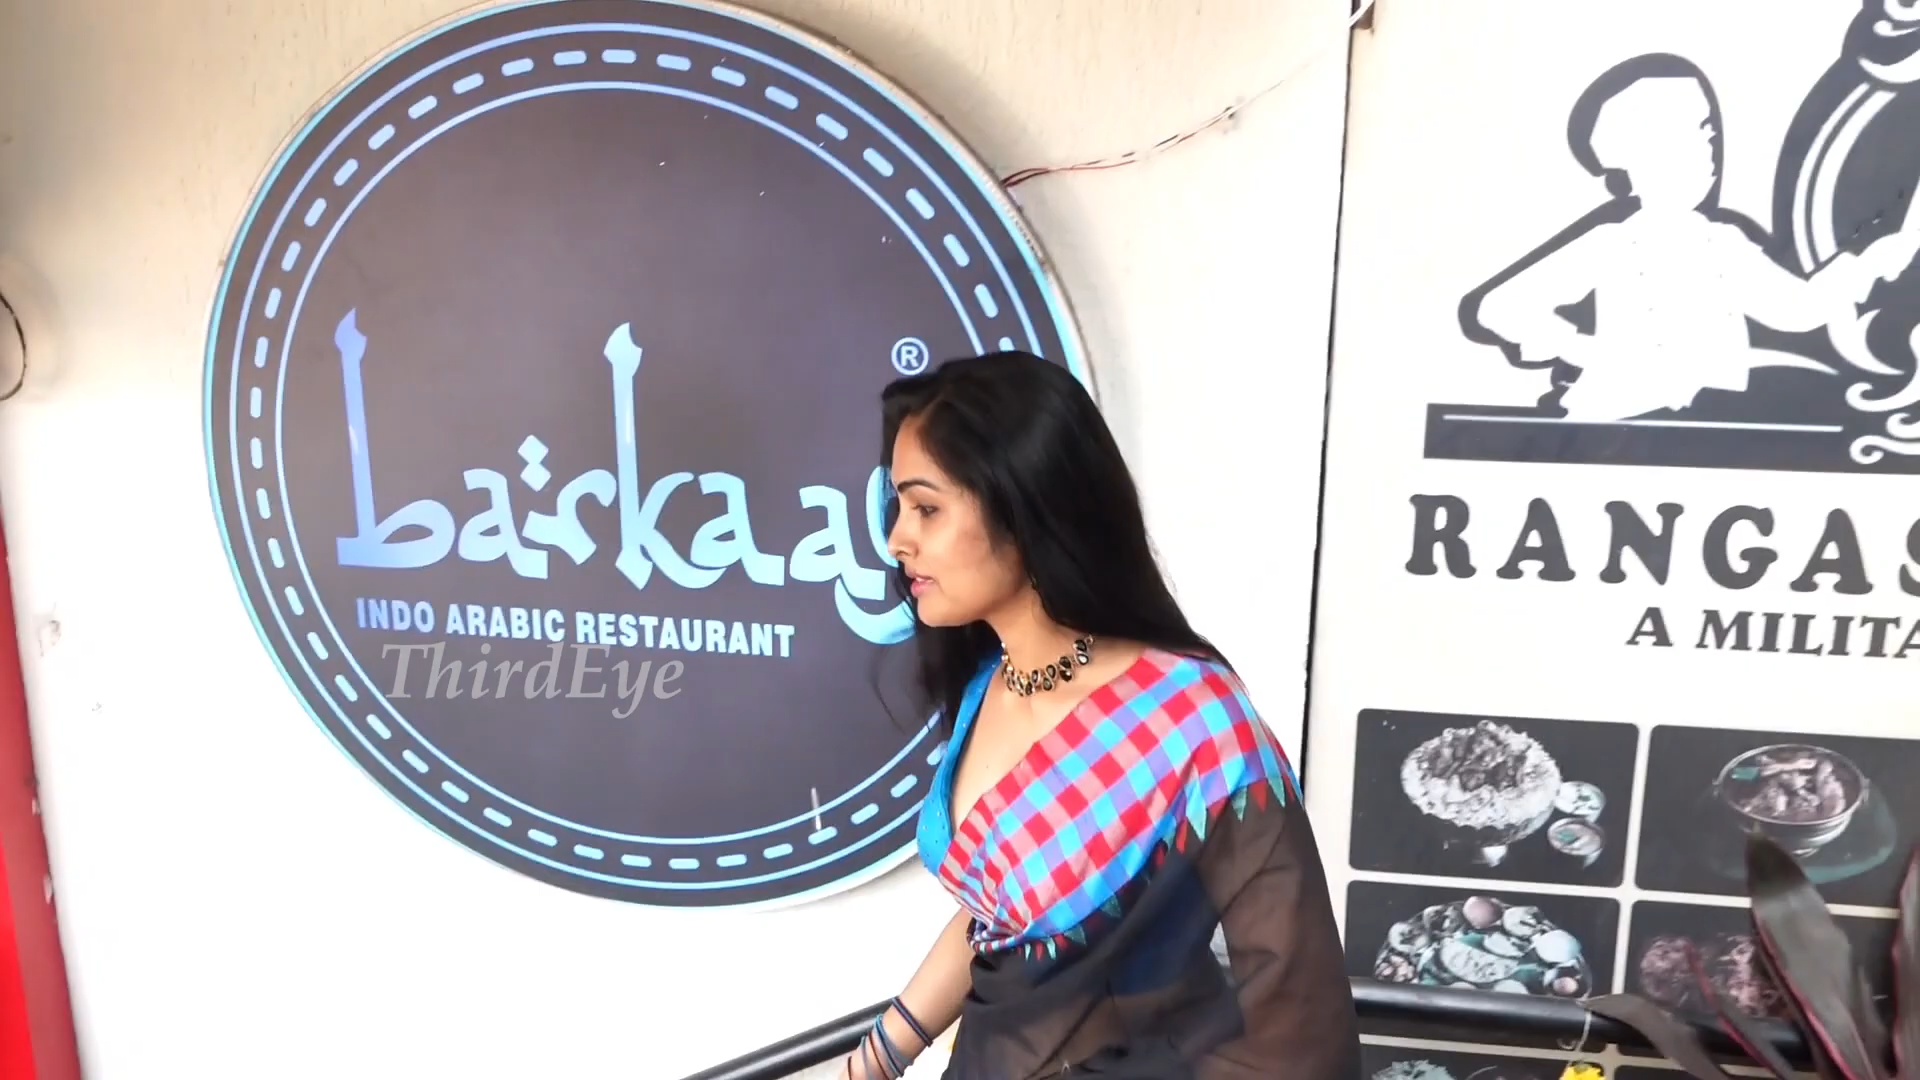 ®
barkaas
INDO ARABIC RESTAURANT
ThirdEye
RANGAS
A MILITA